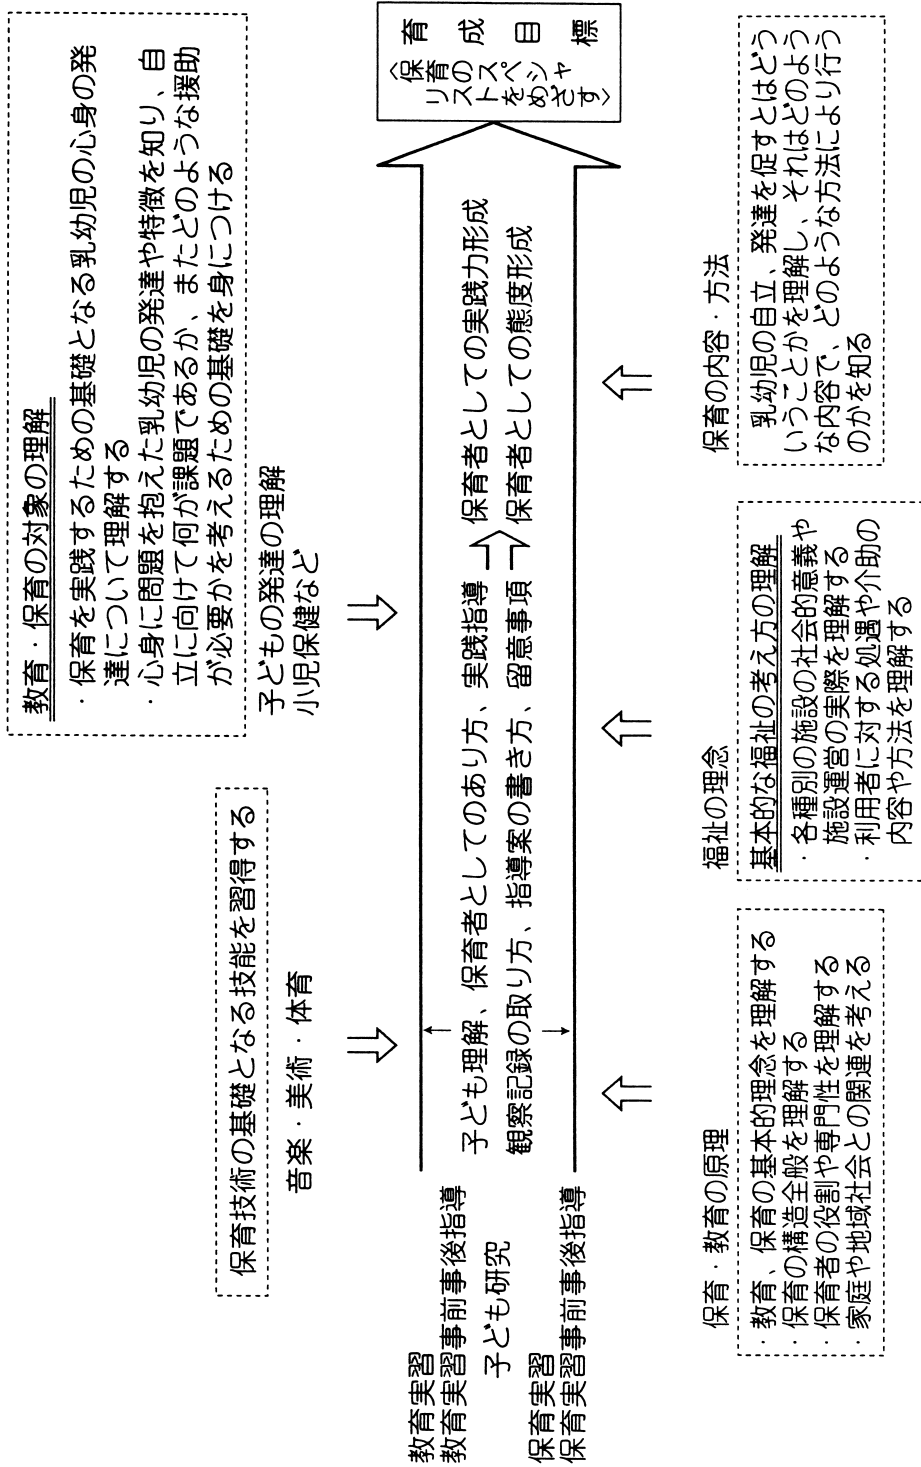 保育技術の基礎となる技能を習得する
音楽・美術・体育
教育・保育の対象の理解
・保育を実践するための基礎となる乳幼児の心身の発
達について理解する
・心身に問題を抱えた乳幼児の発達や特徴を知り、自
立に向けて何が課題であるか、またどのような援助
が必要かを考えるための基礎を身につける
子どもの発達の理解
小児保健など
教育実習
教育実習事前事後指導
子ども研究
保育実習
保育実習事前事後指導
子ども理解、保育者としてのあり方、実践指導
観察記録の取り方、指導案の書き方、留意事項
保育者としての実践力形成
保育者としての態度形成
育成目標
〈保育のスペシャ
リストをめざす〉
保育・教育の原理
・教育、保育の基本的理念を理解する
・保育の構造全般を理解する
・保育者の役割や専門性を理解する
・家庭や地域社会との関連を考える
福祉の理念
基本的な福祉の考え方の理解
・各種別の施設の社会的意義や
施設運営の実際を理解する
・利用者に対する処遇や介助の
内容や方法を理解する
保育の内容・方法
乳幼児の自立、発達を促すとはどう
いうことかを理解し、それはどのよう
な内容で、どのような方法により行う
のかを知る